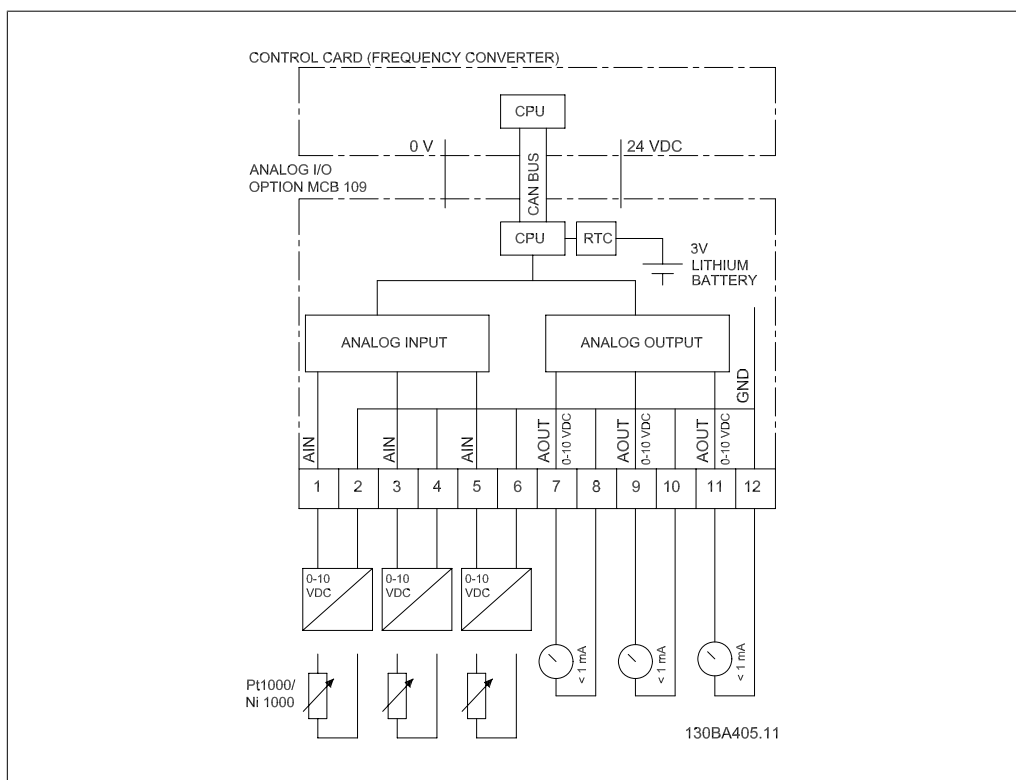 CONTROL CARD (FREQUENCY CONVERTER)
CPU
0 V
24 VDC
CAN BUS
ANALOG I/O
OPTION MCB 109
CPU
RTC
3V
LITHIUM
BATTERY
ANALOG INPUT
ANALOG OUTPUT
GND
AIN
AIN
AIN
AOUT
0-10 VDC
AOUT
0-10 VDC
AOUT
0-10 VDC
1 2 3 4 5 6 7 8 9 10 11 12
0-10
VDC
0-10
VDC
0-10
VDC
< 1 mA
< 1 mA
< 1 mA
Pt1000/
Ni 1000
130BA405.11